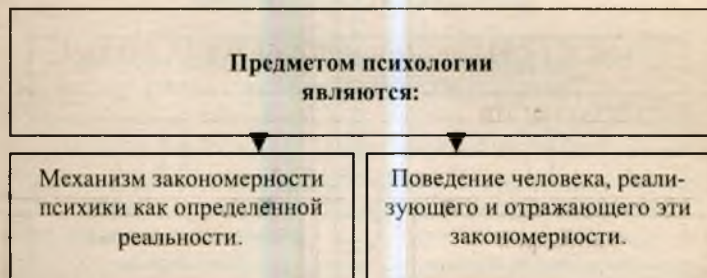 Предметом психологии
являются:
Механизм закономерности
психики как определенной
реальности.
Поведение человека, реали-
зующего и отражающего эти
закономерности.